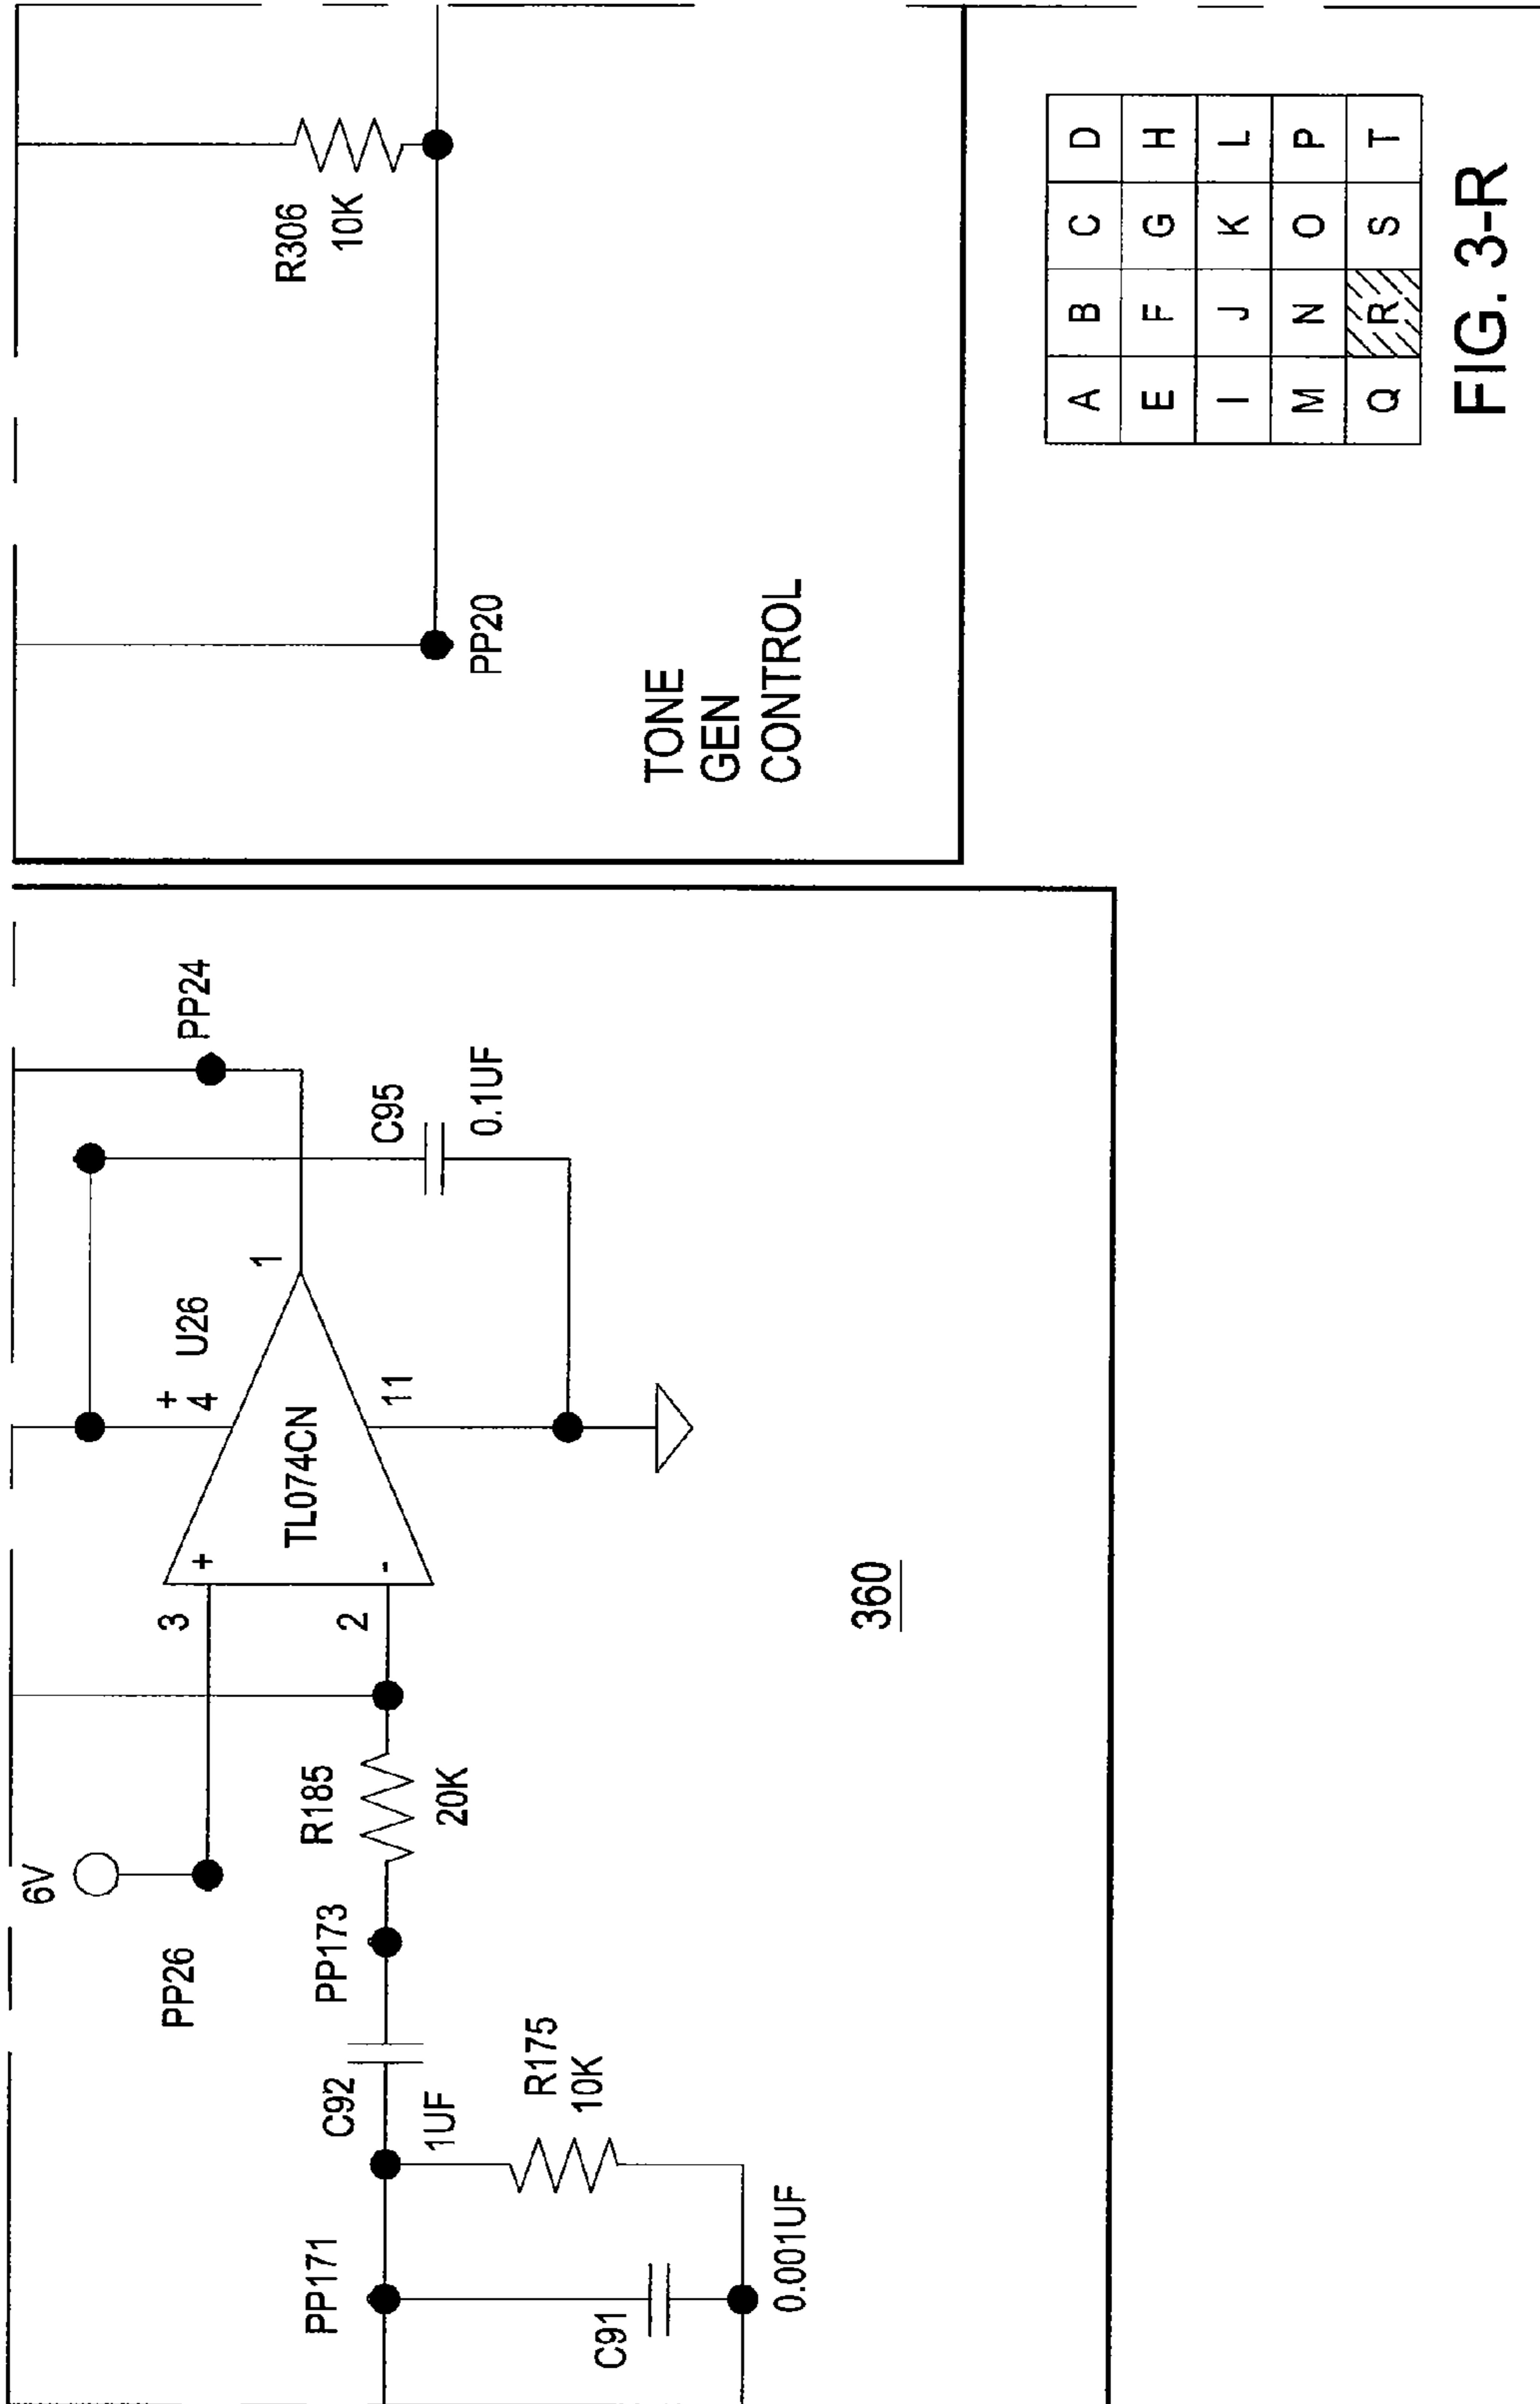 6V
PP26
3
+
4
+
U26
1
PP24
TL074CN
PP171
C92
1UF
PP173
R185
20K
2
-
11
C95
0.1UF
R175
10K
C91
0.001UF
360
R306
10K
PP20
TONE
GEN
CONTROL
A B C D
E F G H
I J K L
M N O P
Q R S T
FIG. 3-R